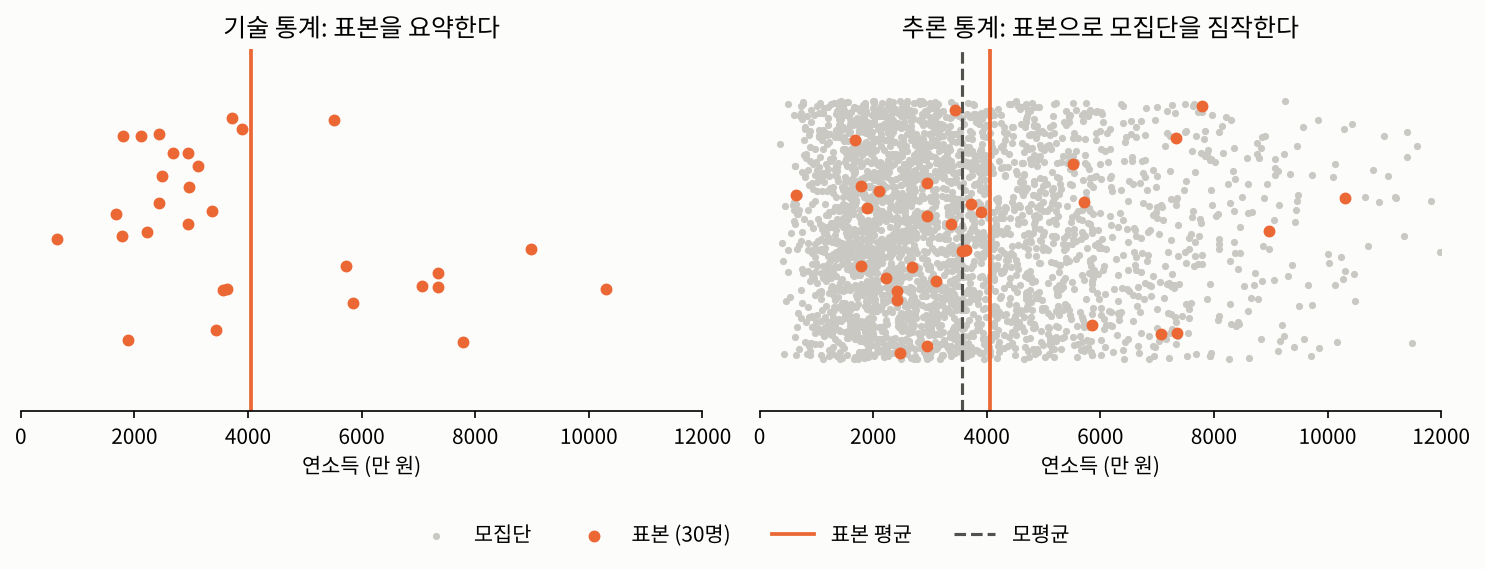 기술 통계: 표본을 요약한다
0 2000 4000 6000 8000 10000 12000
연소득 (만 원)
추론 통계: 표본으로 모집단을 짐작한다
0 2000 4000 6000 8000 10000 12000
연소득 (만 원)
모집단 표본 (30명) 표본 평균 모평균